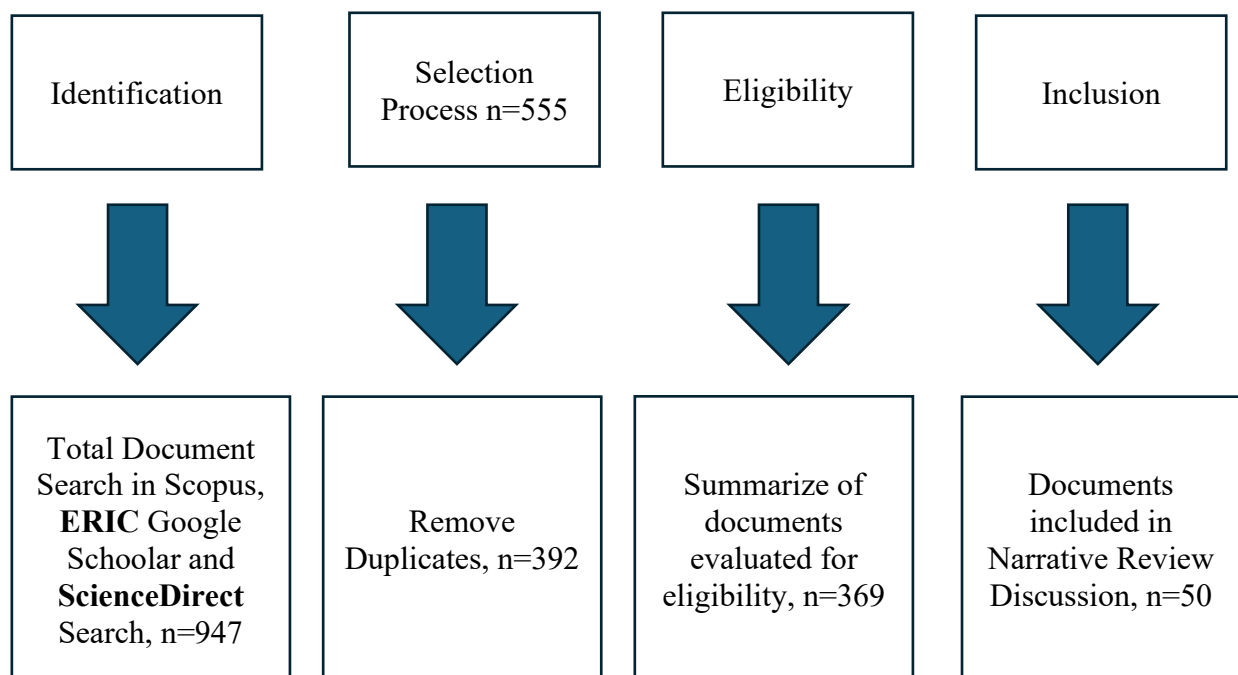 Identification
Selection
Process n=555
Eligibility
Inclusion
Total Document
Search in Scopus,
ERIC Google
Schoolar and
ScienceDirect
Search, n=947
Remove
Duplicates, n=392
Summarize of
documents
evaluated for
eligibility, n=369
Documents
included in
Narrative Review
Discussion, n=50